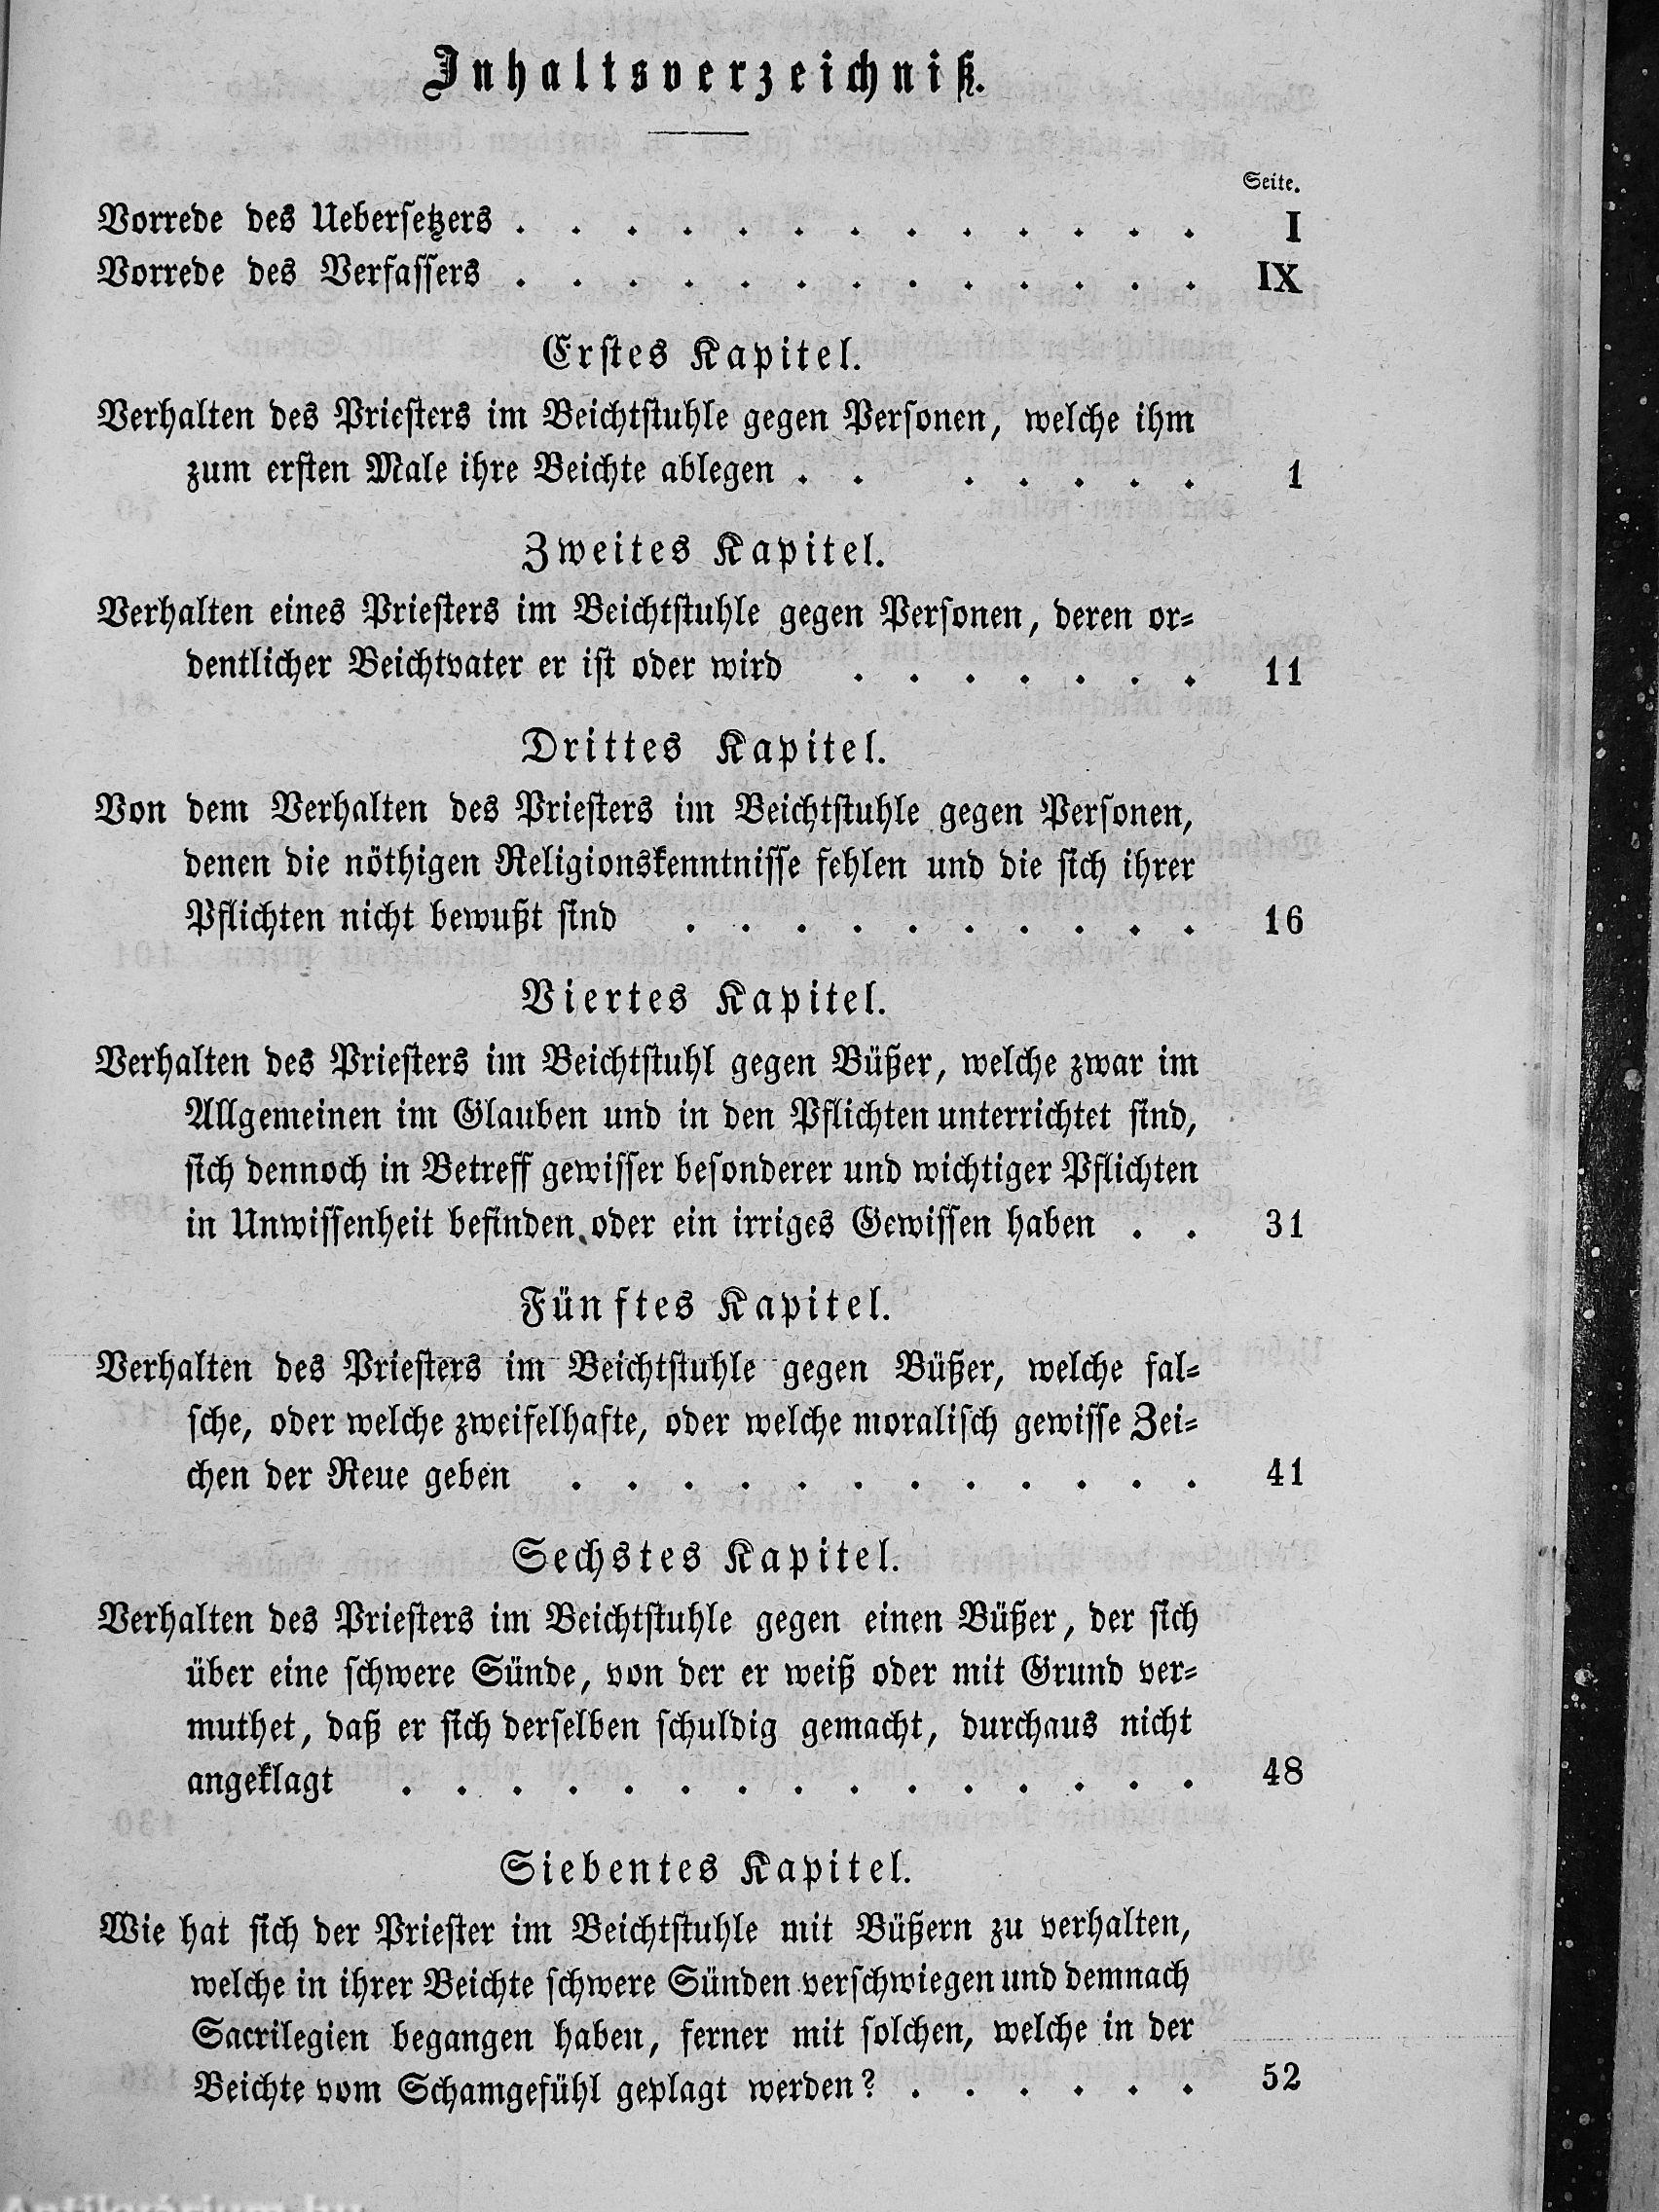 Inhaltsverzeichniß.
Seite.
Vorrede des Uebersetzers . . . . . . . . . . . . . I
Vorrede des Verfassers . . . . . . . . . . . . . IX
Erstes Kapitel.
Verhalten des Priesters im Beichtstuhle gegen Personen, welche ihm
zum ersten Male ihre Beichte ablegen . . . . . . . 1
Zweites Kapitel.
Verhalten eines Priesters im Beichtstuhle gegen Personen, deren or=
dentlicher Beichtvater er ist oder wird . . . . . . . 11
Drittes Kapitel.
Von dem Verhalten des Priesters im Beichtstuhle gegen Personen,
denen die nöthigen Religionskenntnisse fehlen und die sich ihrer
Pflichten nicht bewußt sind . . . . . . . . . . 16
Viertes Kapitel.
Verhalten des Priesters im Beichtstuhl gegen Büßer, welche zwar im
Allgemeinen im Glauben und in den Pflichten unterrichtet sind,
sich dennoch in Betreff gewisser besonderer und wichtiger Pflichten
in Unwissenheit befinden oder ein irriges Gewissen haben . . 31
Fünftes Kapitel.
Verhalten des Priesters im Beichtstuhle gegen Büßer, welche fal=
sche, oder welche zweifelhafte, oder welche moralisch gewisse Zei=
chen der Reue geben . . . . . . . . . . . . 41
Sechstes Kapitel.
Verhalten des Priesters im Beichtstuhle gegen einen Büßer, der sich
über eine schwere Sünde, von der er weiß oder mit Grund ver=
muthet, daß er sich derselben schuldig gemacht, durchaus nicht
angeklagt . . . . . . . . . . . . . . . 48
Siebentes Kapitel.
Wie hat sich der Priester im Beichtstuhle mit Büßern zu verhalten,
welche in ihrer Beichte schwere Sünden verschwiegen und demnach
Sacrilegien begangen haben, ferner mit solchen, welche in der
Beichte vom Schamgefühl geplagt werden? . . . . . . 52